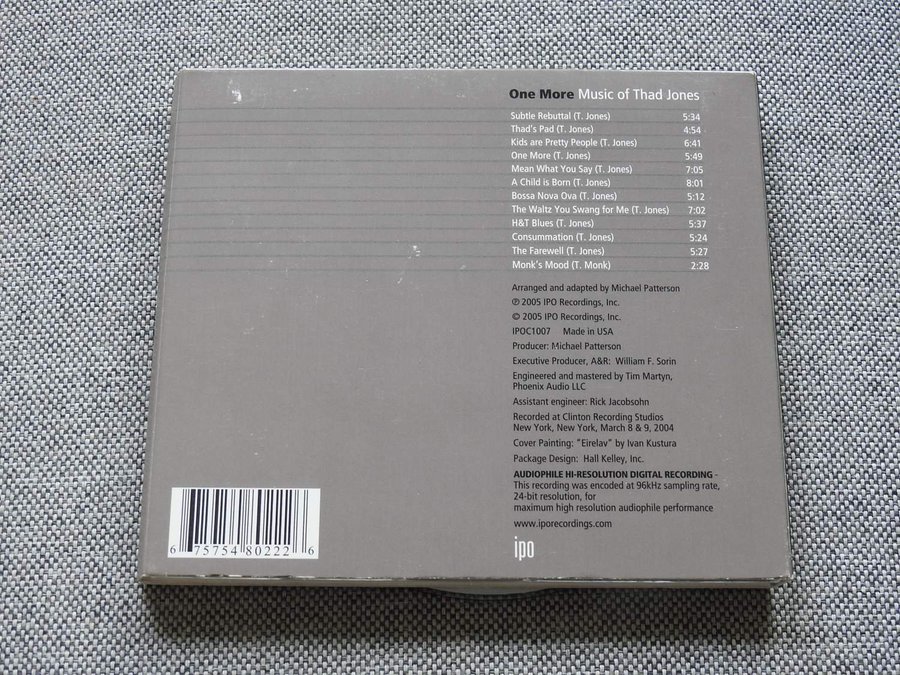 One More Music of Thad Jones
Subtle Rebuttal (T. Jones) 5:34
Thad's Pad (T. Jones) 4:54
Kids are Pretty People (T. Jones) 6:41
One More (T. Jones) 5:49
Mean What You Say (T. Jones) 7:05
A Child is Born (T. Jones) 8:01
Bossa Nova Ova (T. Jones) 5:12
The Waltz You Swang for Me (T. Jones) 7:02
H&T Blues (T. Jones) 5:37
Consummation (T. Jones) 5:24
The Farewell (T. Jones) 5:27
Monk's Mood (T. Monk) 2:28
Arranged and adapted by Michael Patterson
℗ 2005 IPO Recordings, Inc.
© 2005 IPO Recordings, Inc.
IPOC1007 Made in USA
Producer: Michael Patterson
Executive Producer, A&R: William F. Sorin
Engineered and mastered by Tim Martyn,
Phoenix Audio LLC
Assistant engineer: Rick Jacobsohn
Recorded at Clinton Recording Studios
New York, New York, March 8 & 9, 2004
Cover Painting: "Eirelav" by Ivan Kustura
Package Design: Hall Kelley, Inc.
AUDIOPHILE HI-RESOLUTION DIGITAL RECORDING -
This recording was encoded at 96kHz sampling rate,
24-bit resolution, for
maximum high resolution audiophile performance
www.iporecordings.com
ipo
6 75754 80222 6